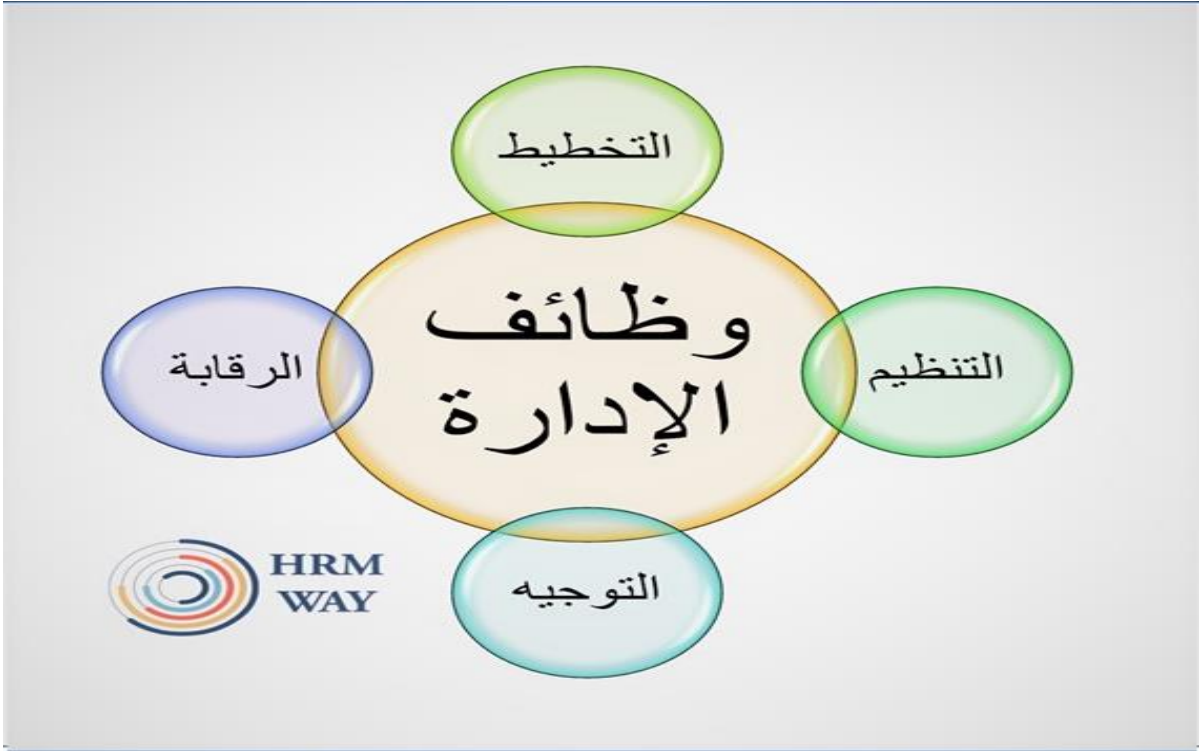 التخطيط
وظائف
الإدارة
التنظيم
الرقابة
التوجيه
HRM
WAY